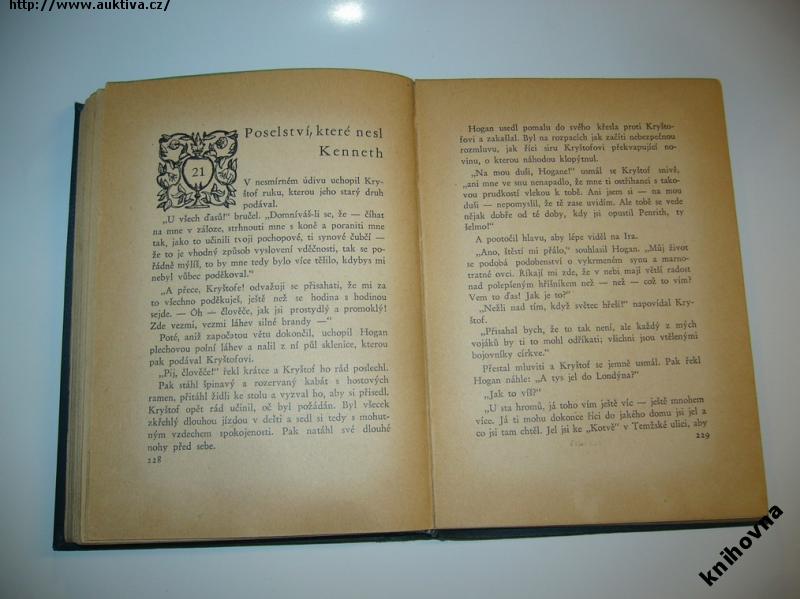 http://www.auktiva.cz/
Poselství, které nesl
Kenneth
21
V nesmírném údivu uchopil Kry-
štof ruku, kterou jeho starý druh
podával.
„U všech ďasů!“ bručel. „Domníváš-li se, že — číhat
na mne v záloze, strhnouti mne s koně a poraniti mne
tak, jako to učinili tvoji pochopové, ti synové čubčí —
že to je vhodný způsob vyslovení vděčnosti, tak se po-
řádně mýlíš, to by mne tedy bylo více těšilo, kdybys mi
nebyl vůbec poděkoval.“
„A přece, Kryštofe! odvažuji se přisahati, že mi za
to všechno poděkuješ, ještě než se hodina s hodinou
sejde. — Óh — člověče, jak jsi prostydlý a promoklý!
Zde vezmi, vezmi láhev silné brandy —“
Poté, aniž započatou větu dokončil, uchopil Hogan
plechovou polní láhev a nalil z ní půl sklenice, kterou
pak podával Kryštofovi.
„Pij, člověče!“ řekl krátce a Kryštof ho rád poslechl.
Pak stáhl špinavý a rozervaný kabát s hostových
ramen, přitáhl židli ke stolu a vyzval ho, aby si přisedl.
Kryštof opět rád učinil, oč byl požádán. Byl všecek
zkřehlý dlouhou jízdou v dešti a sedl si tedy s mohut-
ným vzdechem spokojenosti. Pak natáhl své dlouhé
nohy před sebe.
228
Hogan usedl pomalu do svého křesla proti Kryšto-
fovi a zakašlal. Byl na rozpacích jak začíti nebezpečnou
rozmluvu, jak říci siru Kryštofovi překvapující novi-
nu, o kterou náhodou klopýtnul.
„Na mou duši, Hogane!“ usmál se Kryštof snivě,
„ani mne ve snu nenapadlo, že mne ti ostřihanci s tako-
vou prudkostí vlekou k tobě. Ani jsem si — na mou
duši — nepomyslil, že tě zase uvidím. Ale tobě se vede
nějak dobře od té doby, kdy jsi opustil Penrith, ty
šelmo!“
A pootočil hlavu, aby lépe viděl na Ira.
„Ano, štěstí mi přálo,“ souhlasil Hogan. „Můj život
se podobá podobenství o vykrmeném synu a marno-
tratné ovci. Říkají mi zde, že v nebi mají větší radost
nad polepšeným hříšníkem než — než — což to vím?
Vem to ďas! Jak je to?“
„Nežli nad tím, když světec hřeší!“ napovídal Kry-
štof.
„Přisahal bych, že to tak není, ale každý z mých
vojáků by ti to mohl odříkati; všichni jsou vtělenými
bojovníky církve.“
Přestal mluviti a Kryštof se jemně usmál. Pak řekl
Hogan náhle: „A tys jel do Londýna?“
„Jak to víš?“
„U sta hromů, já toho vím ještě víc — ještě mnohem
více. Já ti mohu dokonce říci do jakého domu jsi jel a
co jsi tam chtěl. Jel jsi ke „Kotvě“ v Temžské ulici, aby
229
knihovna